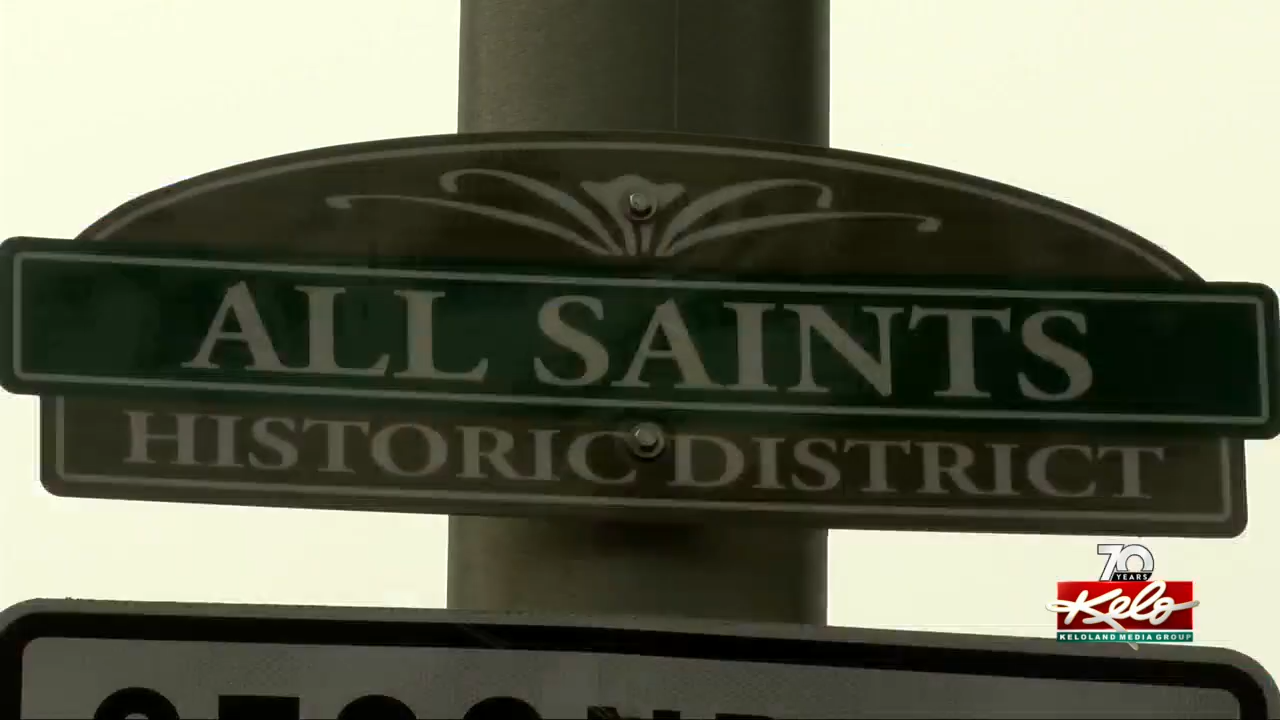 ALL SAINTS
HISTORIC DISTRICT
70
YEARS
Kelo
KELOLAND MEDIA GROUP